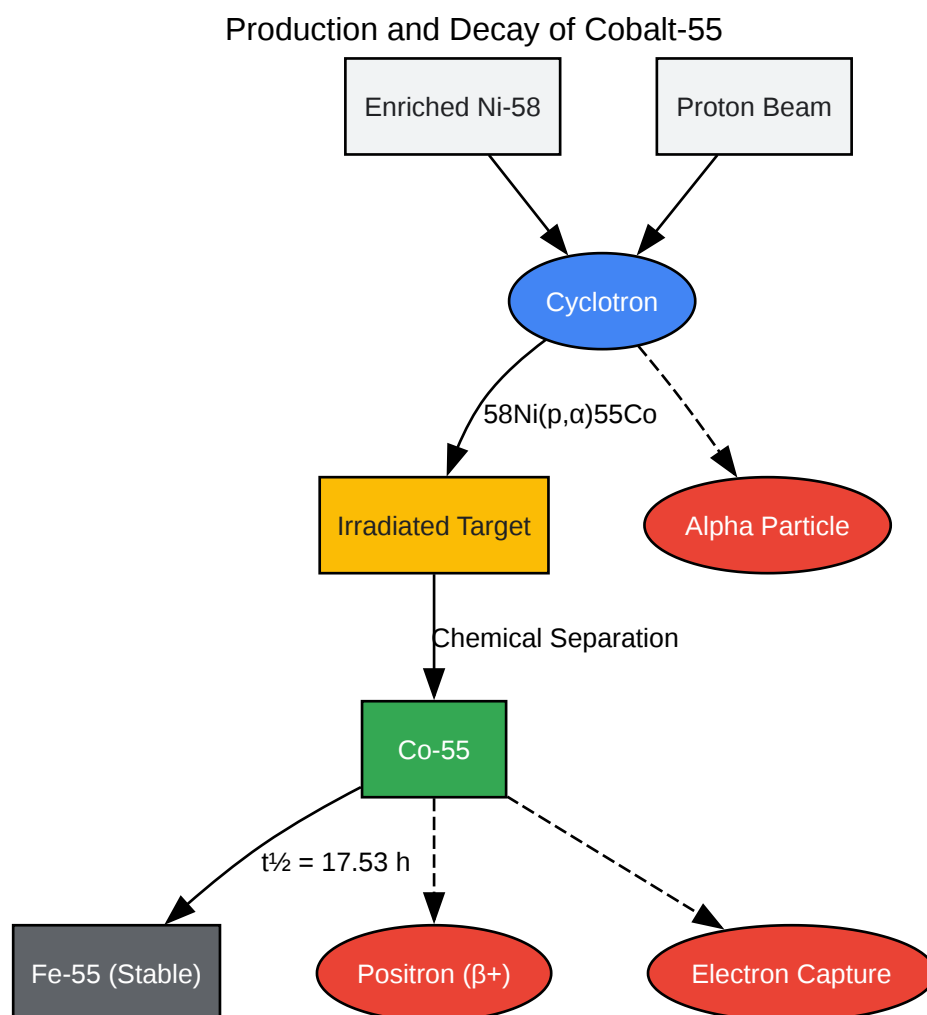 Production and Decay of Cobalt-55
Enriched Ni-58
Proton Beam
Cyclotron
58Ni(p,α)55Co
Irradiated Target
Alpha Particle
Chemical Separation
Co-55
t½ = 17.53 h
Fe-55 (Stable)
Positron (β+)
Electron Capture